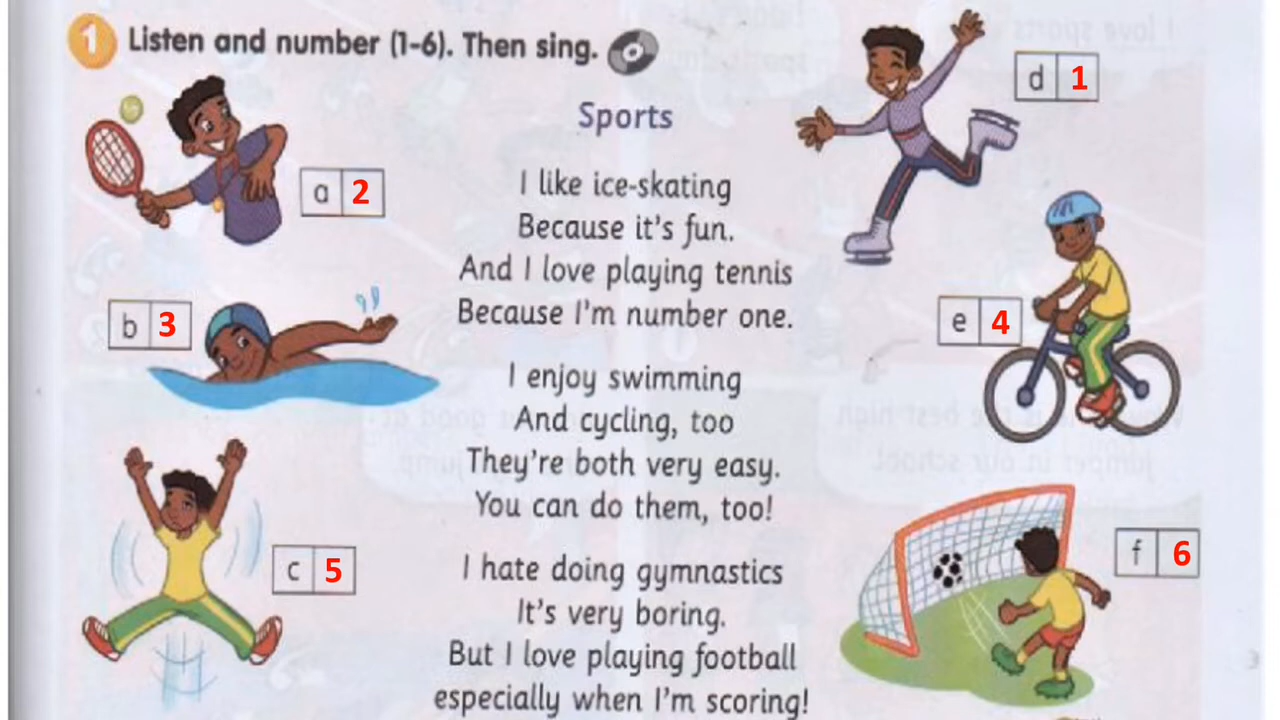 1 Listen and number (1-6). Then sing.
Sports
I like ice-skating
Because it's fun.
And I love playing tennis
Because I'm number one.
I enjoy swimming
And cycling, too
They're both very easy.
You can do them, too!
I hate doing gymnastics
It's very boring.
But I love playing football
especially when I'm scoring!
a 2
b 3
c 5
d 1
e 4
f 6